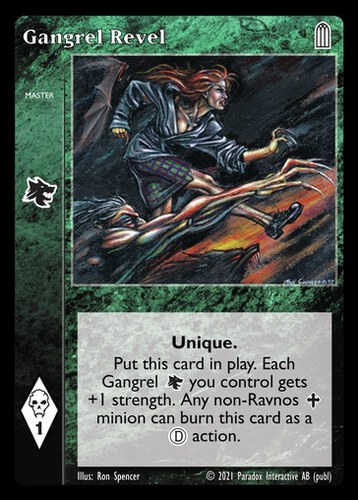 Gangrel Revel
MASTER
Unique.
Put this card in play. Each
Gangrel you control gets
+1 strength. Any non-Ravnos
minion can burn this card as a
D action.
1
Illus: Ron Spencer © 2021 Paradox Interactive AB (publ)